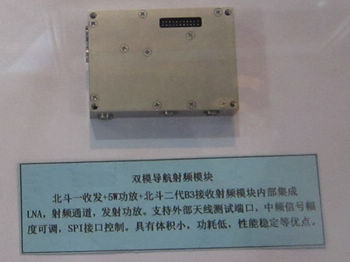 双模导航射频模块
北斗一收发+5W功放+北斗二代B3接收射频模块内部集成
LNA，射频通道，发射功放。支持外部天线测试端口，中频信号幅
度可调，SPI接口控制。具有体积小，功耗低，性能稳定等优点。